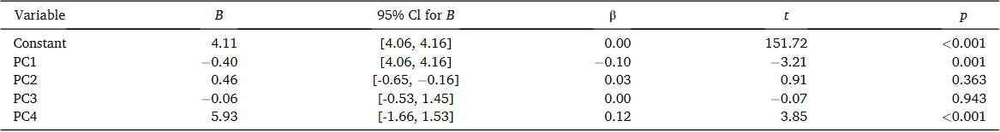 Variable B 95% Cl for B β t p
Constant 4.11 [4.06, 4.16] 0.00 151.72 <0.001
PC1 −0.40 [4.06, 4.16] −0.10 −3.21 0.001
PC2 0.46 [-0.65, −0.16] 0.03 0.91 0.363
PC3 −0.06 [-0.53, 1.45] 0.00 −0.07 0.943
PC4 5.93 [-1.66, 1.53] 0.12 3.85 <0.001